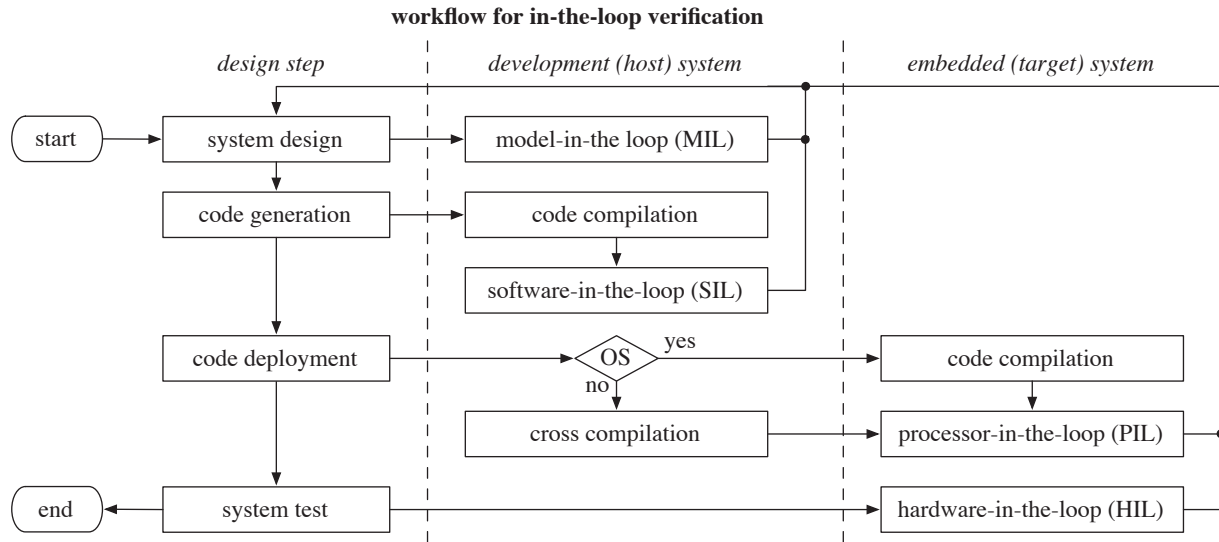 workflow for in-the-loop verification
design step
development (host) system
embedded (target) system
start
system design
model-in-the loop (MIL)
code generation
code compilation
software-in-the-loop (SIL)
code deployment
OS
yes
no
code compilation
cross compilation
processor-in-the-loop (PIL)
end
system test
hardware-in-the-loop (HIL)